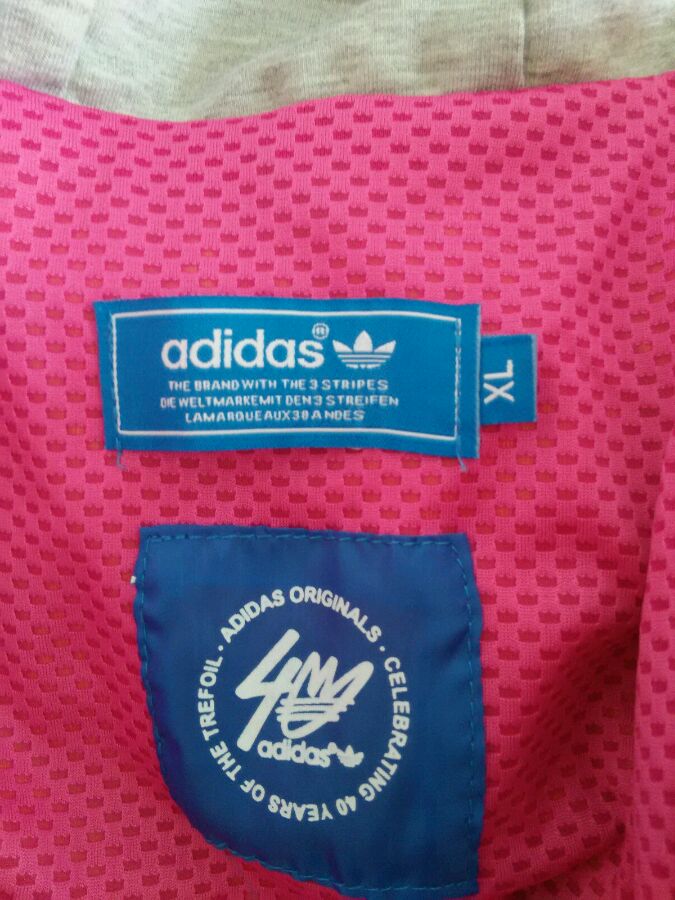 adidas®
THE BRAND WITH THE 3 STRIPES
DIE WELTMARKE MIT DEN 3 STREIFEN
LA MARQUE AUX 3 BANDES
XL
· ADIDAS ORIGINALS · CELEBRATING 40 YEARS OF THE TREFOIL
40
adidas